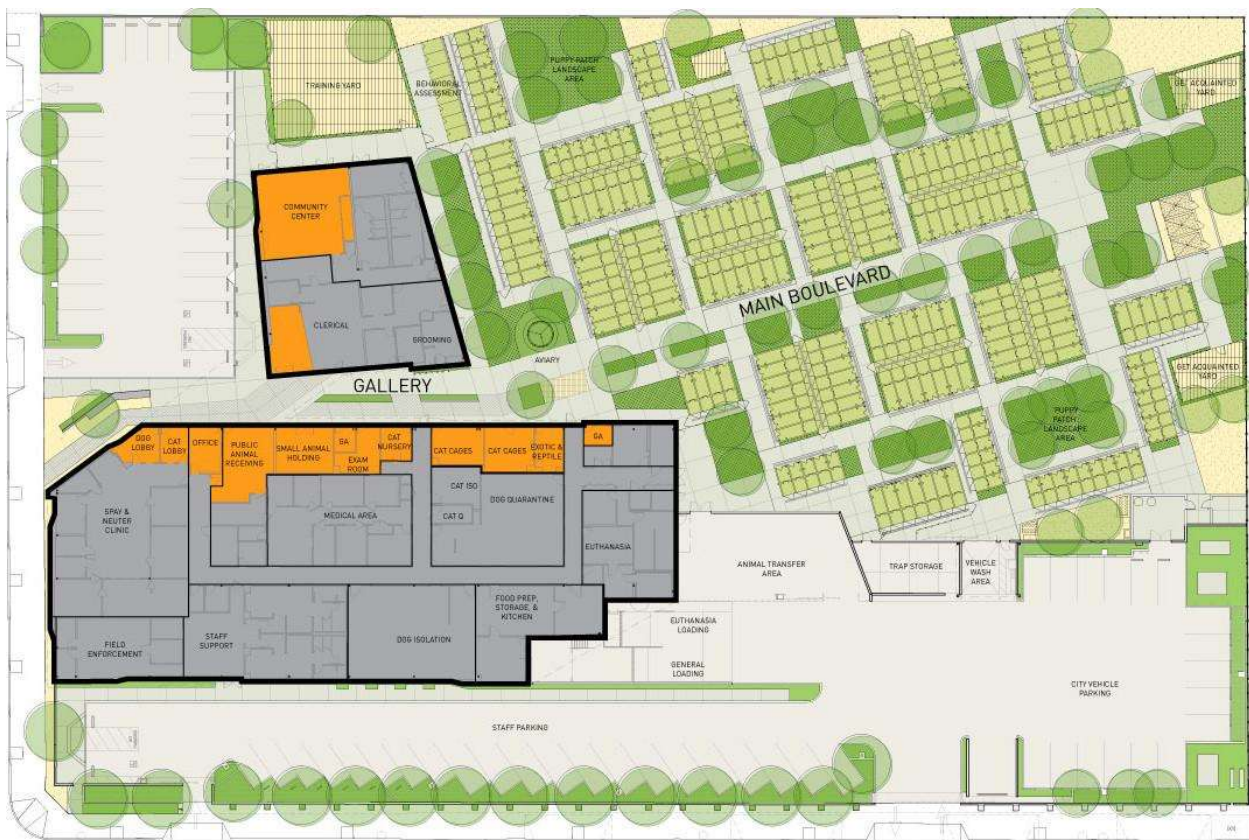 TRAINING YARD
BEHAVIORAL
ASSESSMENT
PUPPY PATCH
LANDSCAPE
AREA
GET ACQUAINTED
YARD
COMMUNITY
CENTER
CLERICAL
GROOMING
MAIN BOULEVARD
AVIARY
GALLERY
GET ACQUAINTED
YARD
PUPPY
PATCH
LANDSCAPE
AREA
DOG
LOBBY
CAT
LOBBY
OFFICE
PUBLIC
ANIMAL
RECEIVING
SMALL ANIMAL
HOLDING
GA
EXAM
ROOM
CAT
NURSERY
CAT CAGES
CAT CAGES
EXOTIC &
REPTILE
GA
SPAY &
NEUTER
CLINIC
MEDICAL AREA
CAT ISO
CAT Q
DOG QUARANTINE
EUTHANASIA
ANIMAL TRANSFER
AREA
TRAP STORAGE
VEHICLE
WASH
AREA
FIELD
ENFORCEMENT
STAFF
SUPPORT
DOG ISOLATION
FOOD PREP,
STORAGE, &
KITCHEN
EUTHANASIA
LOADING
GENERAL
LOADING
CITY VEHICLE
PARKING
STAFF PARKING